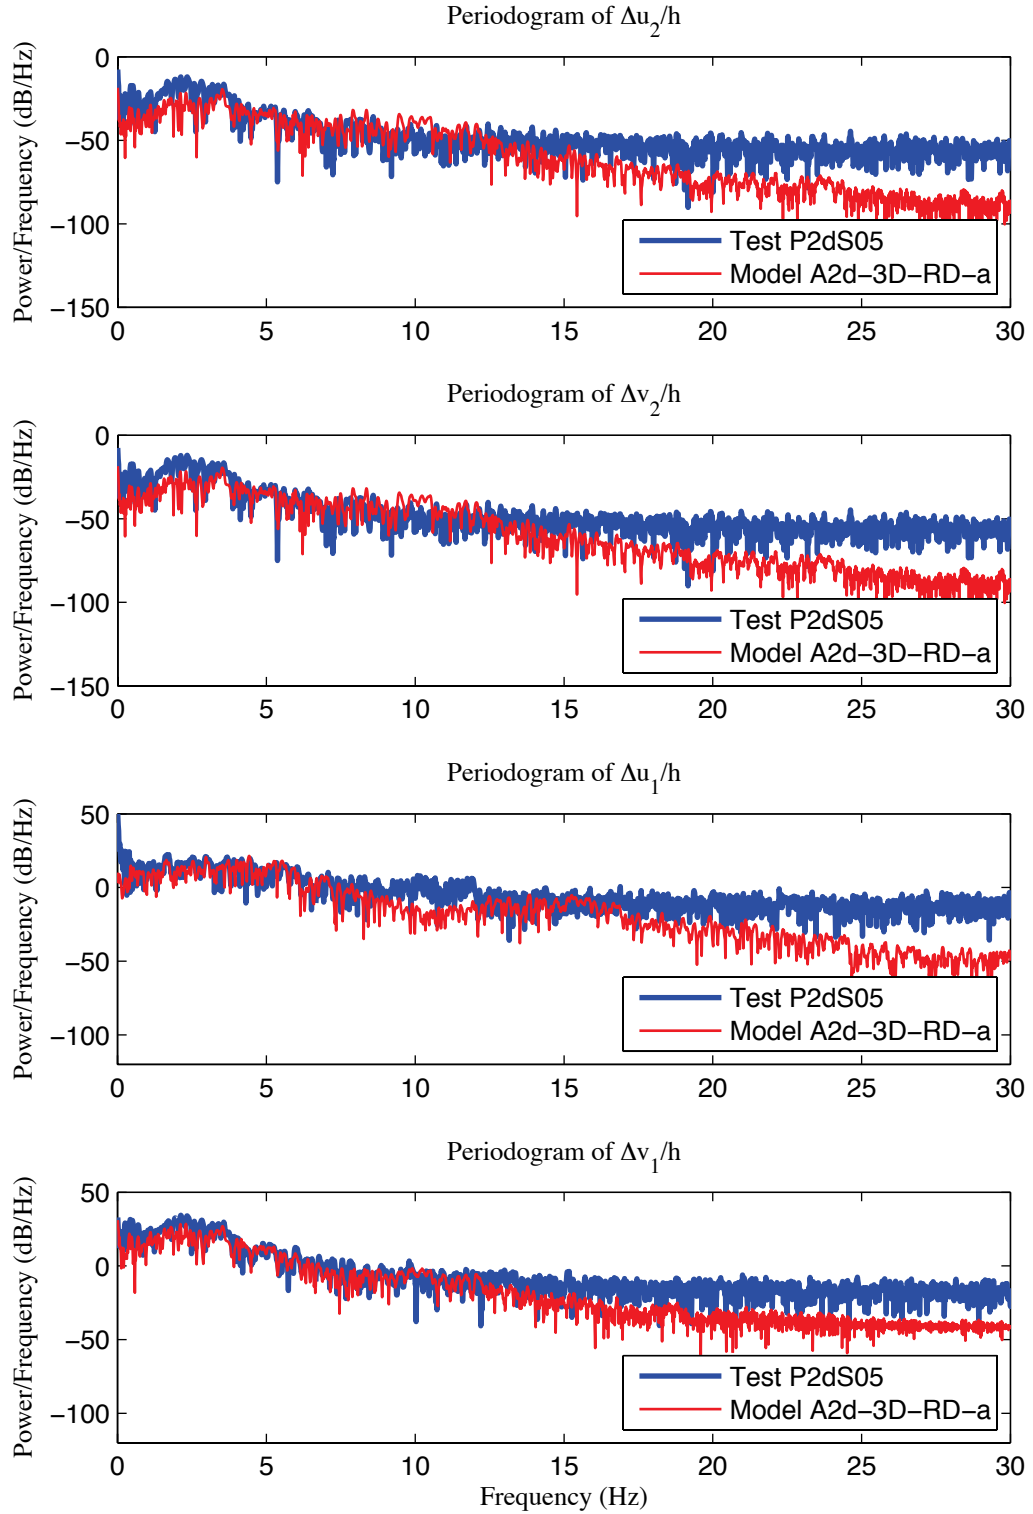 Periodogram of Δu₂/h
Power/Frequency (dB/Hz)
0
−50
−100
−150
0 5 10 15 20 25 30
Test P2dS05
Model A2d−3D−RD−a
Periodogram of Δv₂/h
Power/Frequency (dB/Hz)
0
−50
−100
−150
0 5 10 15 20 25 30
Test P2dS05
Model A2d−3D−RD−a
Periodogram of Δu₁/h
Power/Frequency (dB/Hz)
50
0
−50
−100
0 5 10 15 20 25 30
Test P2dS05
Model A2d−3D−RD−a
Periodogram of Δv₁/h
Power/Frequency (dB/Hz)
50
0
−50
−100
0 5 10 15 20 25 30
Test P2dS05
Model A2d−3D−RD−a
Frequency (Hz)